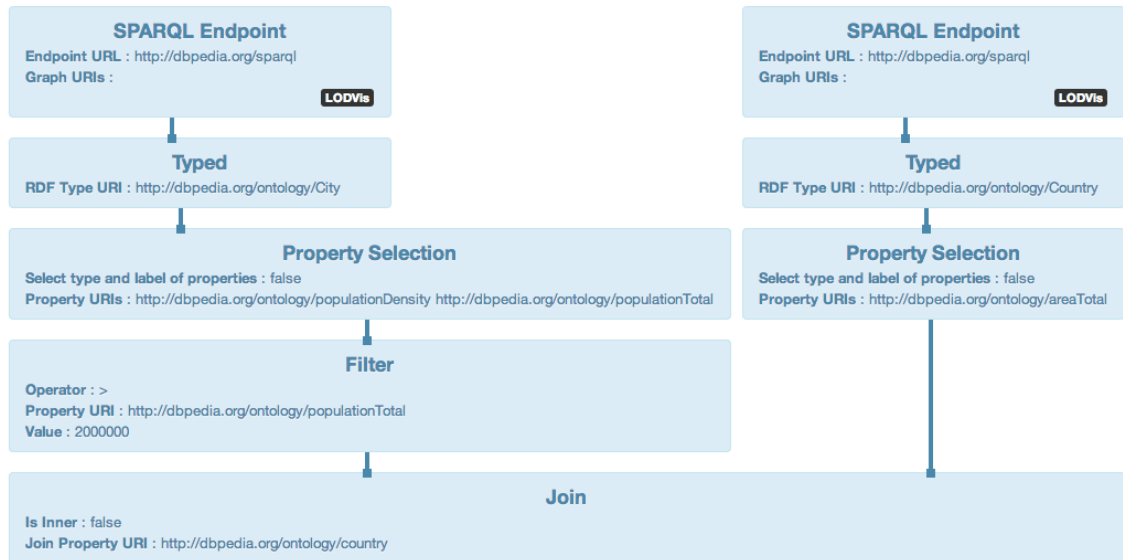 SPARQL Endpoint
Endpoint URL : http://dbpedia.org/sparql
Graph URIs :
LODVis
Typed
RDF Type URI : http://dbpedia.org/ontology/City
Property Selection
Select type and label of properties : false
Property URIs : http://dbpedia.org/ontology/populationDensity http://dbpedia.org/ontology/populationTotal
Filter
Operator : >
Property URI : http://dbpedia.org/ontology/populationTotal
Value : 2000000
SPARQL Endpoint
Endpoint URL : http://dbpedia.org/sparql
Graph URIs :
LODVis
Typed
RDF Type URI : http://dbpedia.org/ontology/Country
Property Selection
Select type and label of properties : false
Property URIs : http://dbpedia.org/ontology/areaTotal
Join
Is Inner : false
Join Property URI : http://dbpedia.org/ontology/country